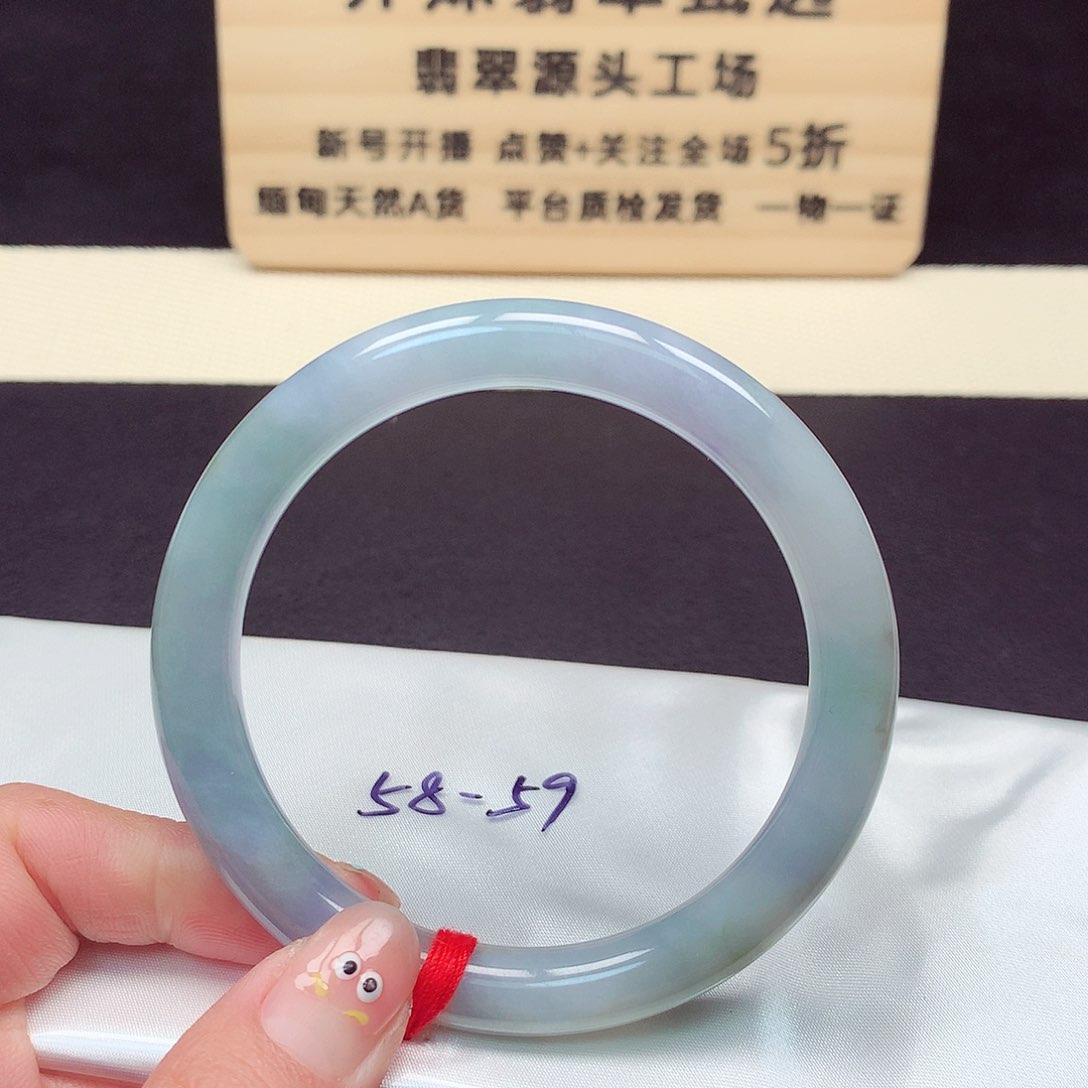 翡翠源头工场
新号开播 点赞+关注全场5折
缅甸天然A货 平台质检发货 一物一证
58-59